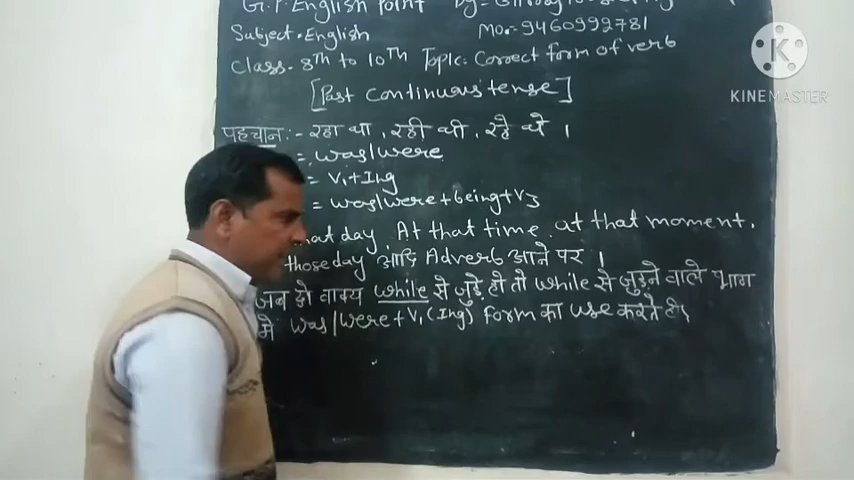 G.P. English Point By:-
Subject. English Mo.-9460992781
Class- 8th to 10Th Topic: Correct form of verb
[Past continuous tense]
पहचान :- रहा था, रही थी, रहे थे ।
= was/were
= V₁+Ing
= was/were+being+V₃
that day, At that time, at that moment,
those day आदि Adverb आने पर ।
जब दो वाक्य while से जुड़े हो तो while से जुड़ने वाले भाग
मे was/were+V₁(Ing) form का use करते है।
KINEMASTER